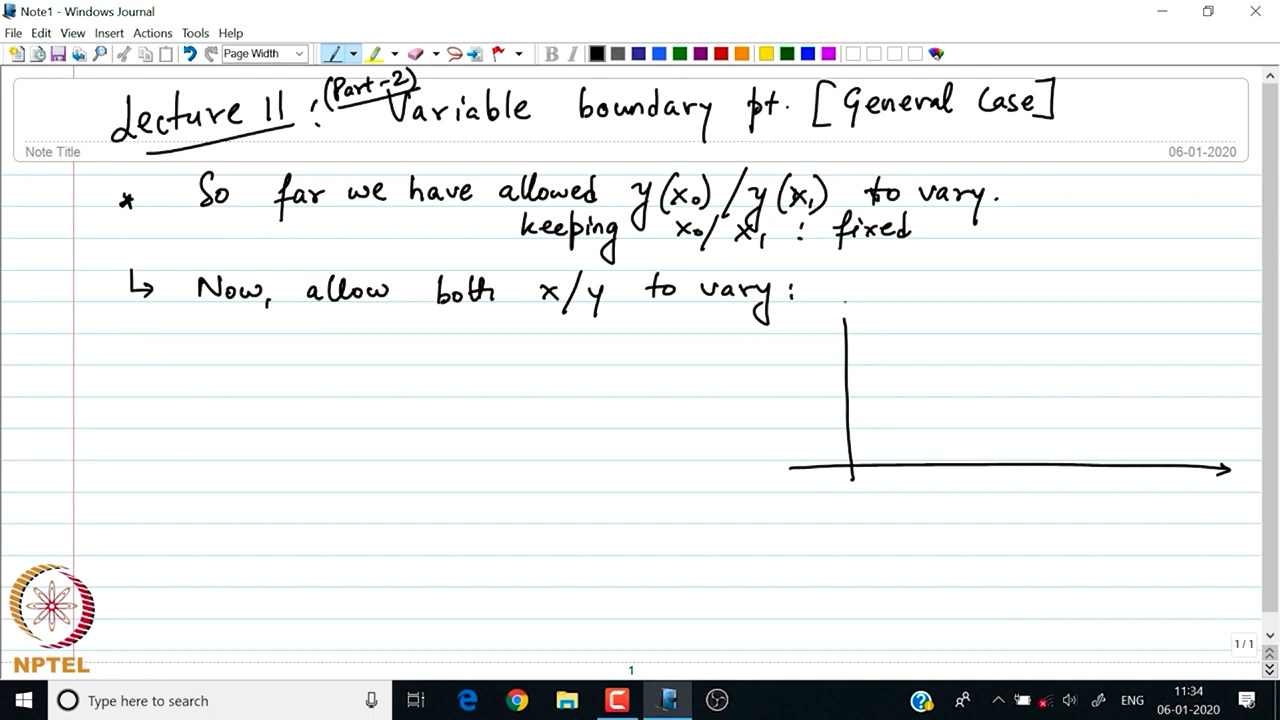 Note1 - Windows Journal
File Edit View Insert Actions Tools Help
Page Width
B I
Lecture 11 : (Part-2) Variable boundary pt. [General Case]
Note Title
06-01-2020
* So far we have allowed y(x₀)/y(x₁) to vary.
keeping x₀/x₁ : fixed
↳ Now, allow both x/y to vary :
NPTEL
1/1
1
Type here to search
ENG
11:34
06-01-2020